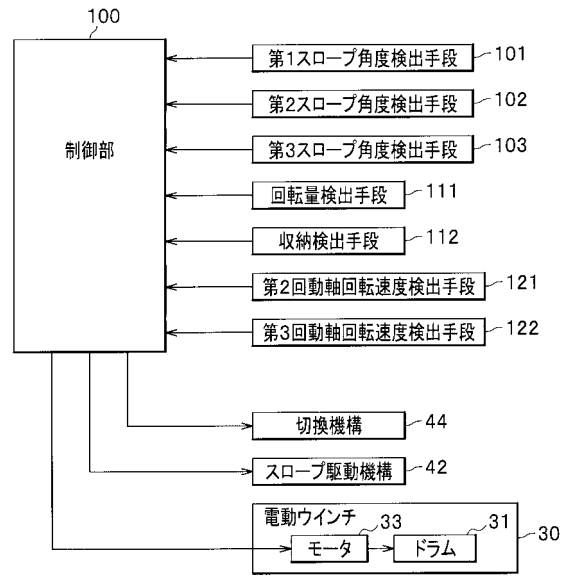 100
制御部
第1スロープ角度検出手段 101
第2スロープ角度検出手段 102
第3スロープ角度検出手段 103
回転量検出手段 111
収納検出手段 112
第2回動軸回転速度検出手段 121
第3回動軸回転速度検出手段 122
切換機構 44
スロープ駆動機構 42
電動ウインチ 33 31 30
モータ ドラム